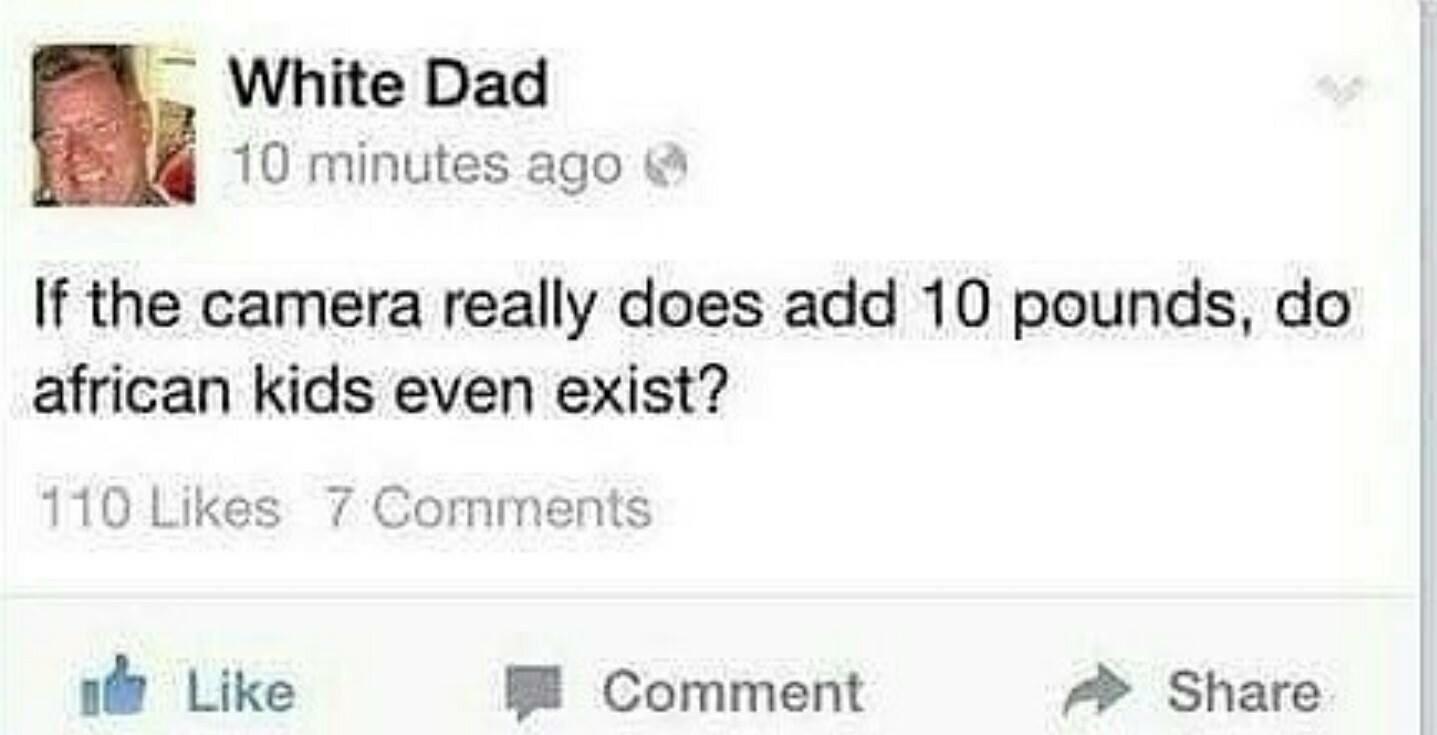 White Dad
10 minutes ago
If the camera really does add 10 pounds, do
african kids even exist?
110 Likes 7 Comments
Like Comment Share